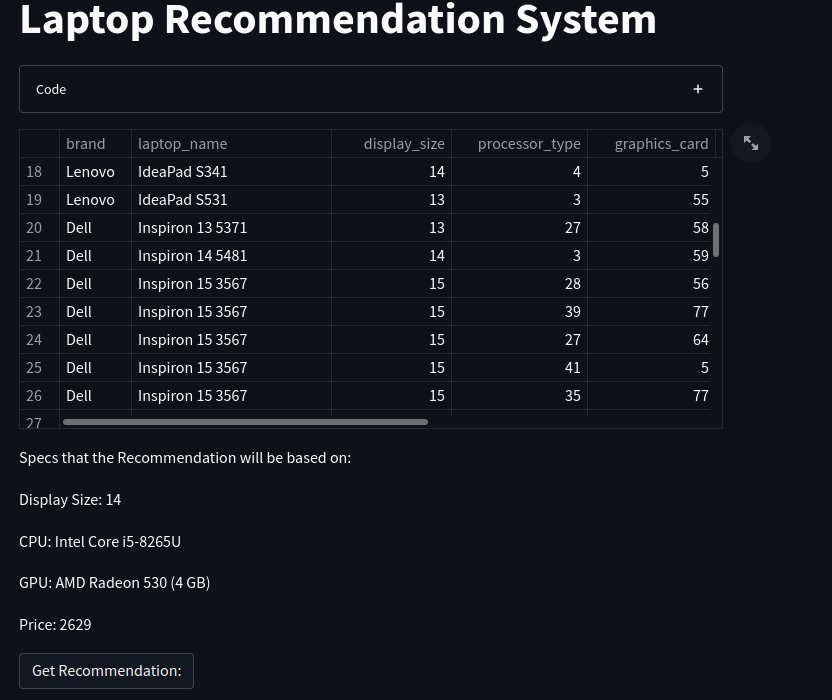 Laptop Recommendation System
Code +
brand laptop_name display_size processor_type graphics_card
18 Lenovo IdeaPad S341 14 4 5
19 Lenovo IdeaPad S531 13 3 55
20 Dell Inspiron 13 5371 13 27 58
21 Dell Inspiron 14 5481 14 3 59
22 Dell Inspiron 15 3567 15 28 56
23 Dell Inspiron 15 3567 15 39 77
24 Dell Inspiron 15 3567 15 27 64
25 Dell Inspiron 15 3567 15 41 5
26 Dell Inspiron 15 3567 15 35 77
27
Specs that the Recommendation will be based on:
Display Size: 14
CPU: Intel Core i5-8265U
GPU: AMD Radeon 530 (4 GB)
Price: 2629
Get Recommendation: